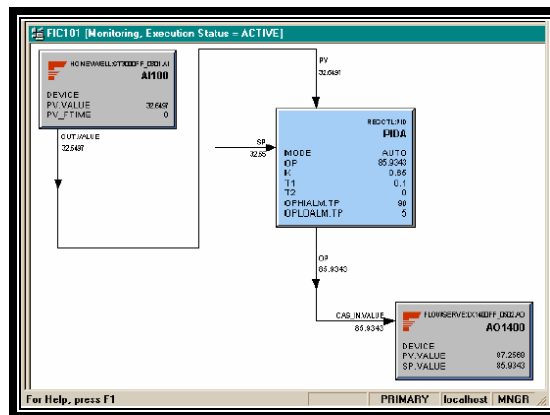 FIC101 [Monitoring, Execution Status = ACTIVE]
AI100
DEVICE
PV.VALUE 32.6497
PV_FTIME 0
OUT.VALUE
32.6497
PV
32.6491
SP
32.65
REGCTL:PID
PIDA
MODE AUTO
OP 85.9343
K 0.65
T1 0.1
T2 0
OPHIALM.TP 90
OPLOALM.TP 5
OP
85.9343
CAS_IN.VALUE
85.9343
AO1400
DEVICE
PV.VALUE 87.2568
SP.VALUE 85.9343
For Help, press F1
PRIMARY localhost MNGR